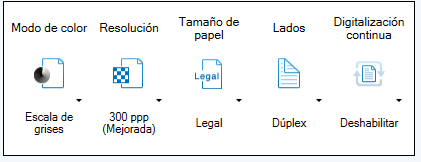 Modo de color
Resolución
Tamaño de
papel
Lados
Digitalización
continua
Legal
Escala de
grises
300 ppp
(Mejorada)
Legal
Dúplex
Deshabilitar